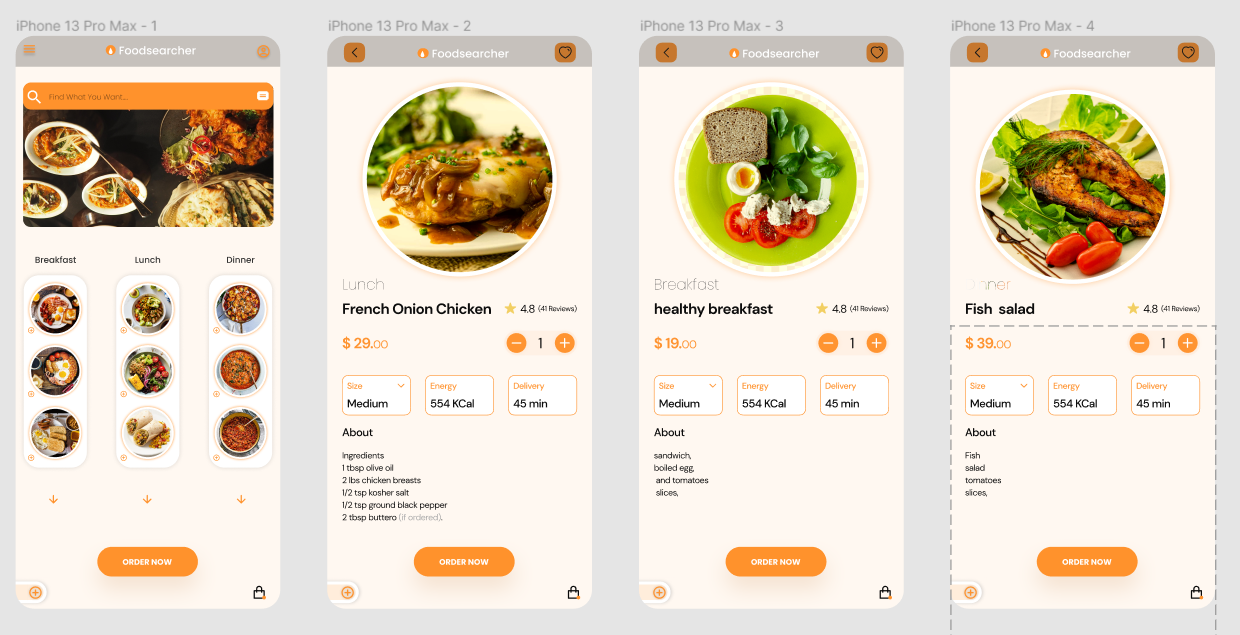 iPhone 13 Pro Max - 1
Foodsearcher
Find What You Want...
Breakfast
Lunch
Dinner
ORDER NOW
iPhone 13 Pro Max - 2
Foodsearcher
Lunch
French Onion Chicken
4.8 (41 Reviews)
$ 29.00
1
Size
Medium
Energy
554 KCal
Delivery
45 min
About
Ingredients
1 tbsp olive oil
2 lbs chicken breasts
1/2 tsp kosher salt
1/2 tsp ground black pepper
2 tbsp buttero (if ordered).
ORDER NOW
iPhone 13 Pro Max - 3
Foodsearcher
Breakfast
healthy breakfast
4.8 (41 Reviews)
$ 19.00
1
Size
Medium
Energy
554 KCal
Delivery
45 min
About
sandwich,
boiled egg,
and tomatoes
slices,
ORDER NOW
iPhone 13 Pro Max - 4
Foodsearcher
Fish salad
4.8 (41 Reviews)
$ 39.00
1
Size
Medium
Energy
554 KCal
Delivery
45 min
About
Fish
salad
tomatoes
slices,
ORDER NOW